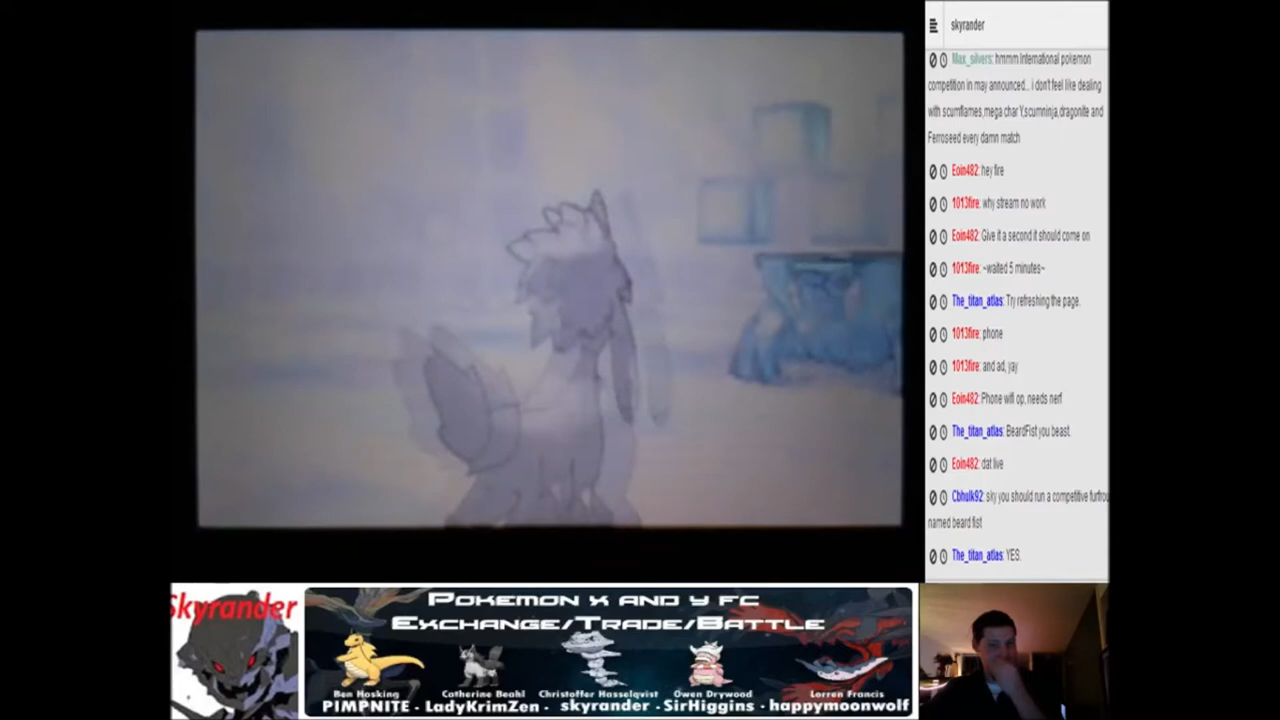 skyrander
Max_silvers: hmmm International pokemon
competition in may announced... i don't feel like dealing
with scumflames,mega char Y,scumninja,dragonite and
Ferroseed every damn match
Eoin482: hey fire
1013fire: why stream no work
Eoin482: Give it a second it should come on
1013fire: ~waited 5 minutes~
The_titan_atlas: Try refreshing the page.
1013fire: phone
1013fire: and ad, jay
Eoin482: Phone wifi op, needs nerf
The_titan_atlas: BeardFist you beast.
Eoin482: dat live
Cbhulk92: sky you should run a competitive furfrou
named beard fist
The_titan_atlas: YES.
Skyrander
POKEMON X AND Y FC
EXCHANGE/TRADE/BATTLE
Ben Hosking Catherine Beahl Christoffer Hasselqvist Owen Drywood Lorren Francis
PIMPNITE - LadyKrimZen - skyrander - SirHiggins - happymoonwolf